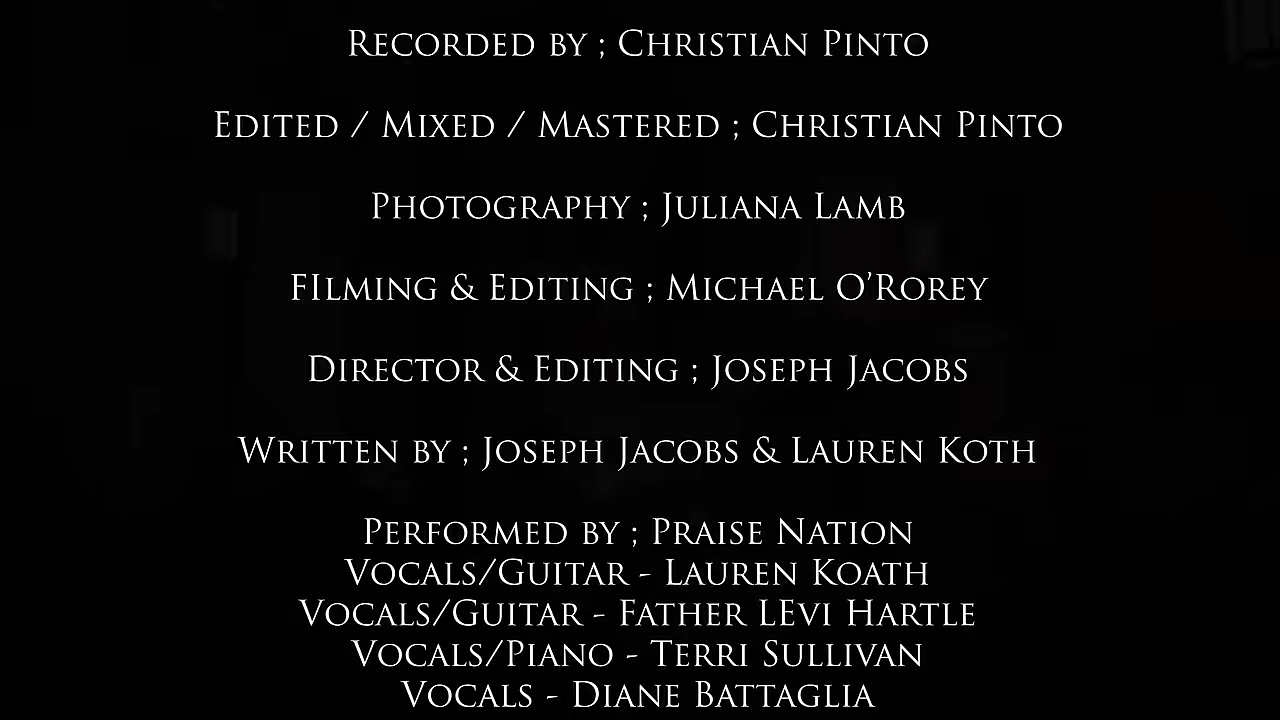 Recorded by ; Christian Pinto
Edited / Mixed / Mastered ; Christian Pinto
Photography ; Juliana Lamb
FIlming & Editing ; Michael O’Rorey
Director & Editing ; Joseph Jacobs
Written by ; Joseph Jacobs & Lauren Koth
Performed by ; Praise Nation
Vocals/Guitar - Lauren Koath
Vocals/Guitar - Father LEvi Hartle
Vocals/Piano - Terri Sullivan
Vocals - Diane Battaglia